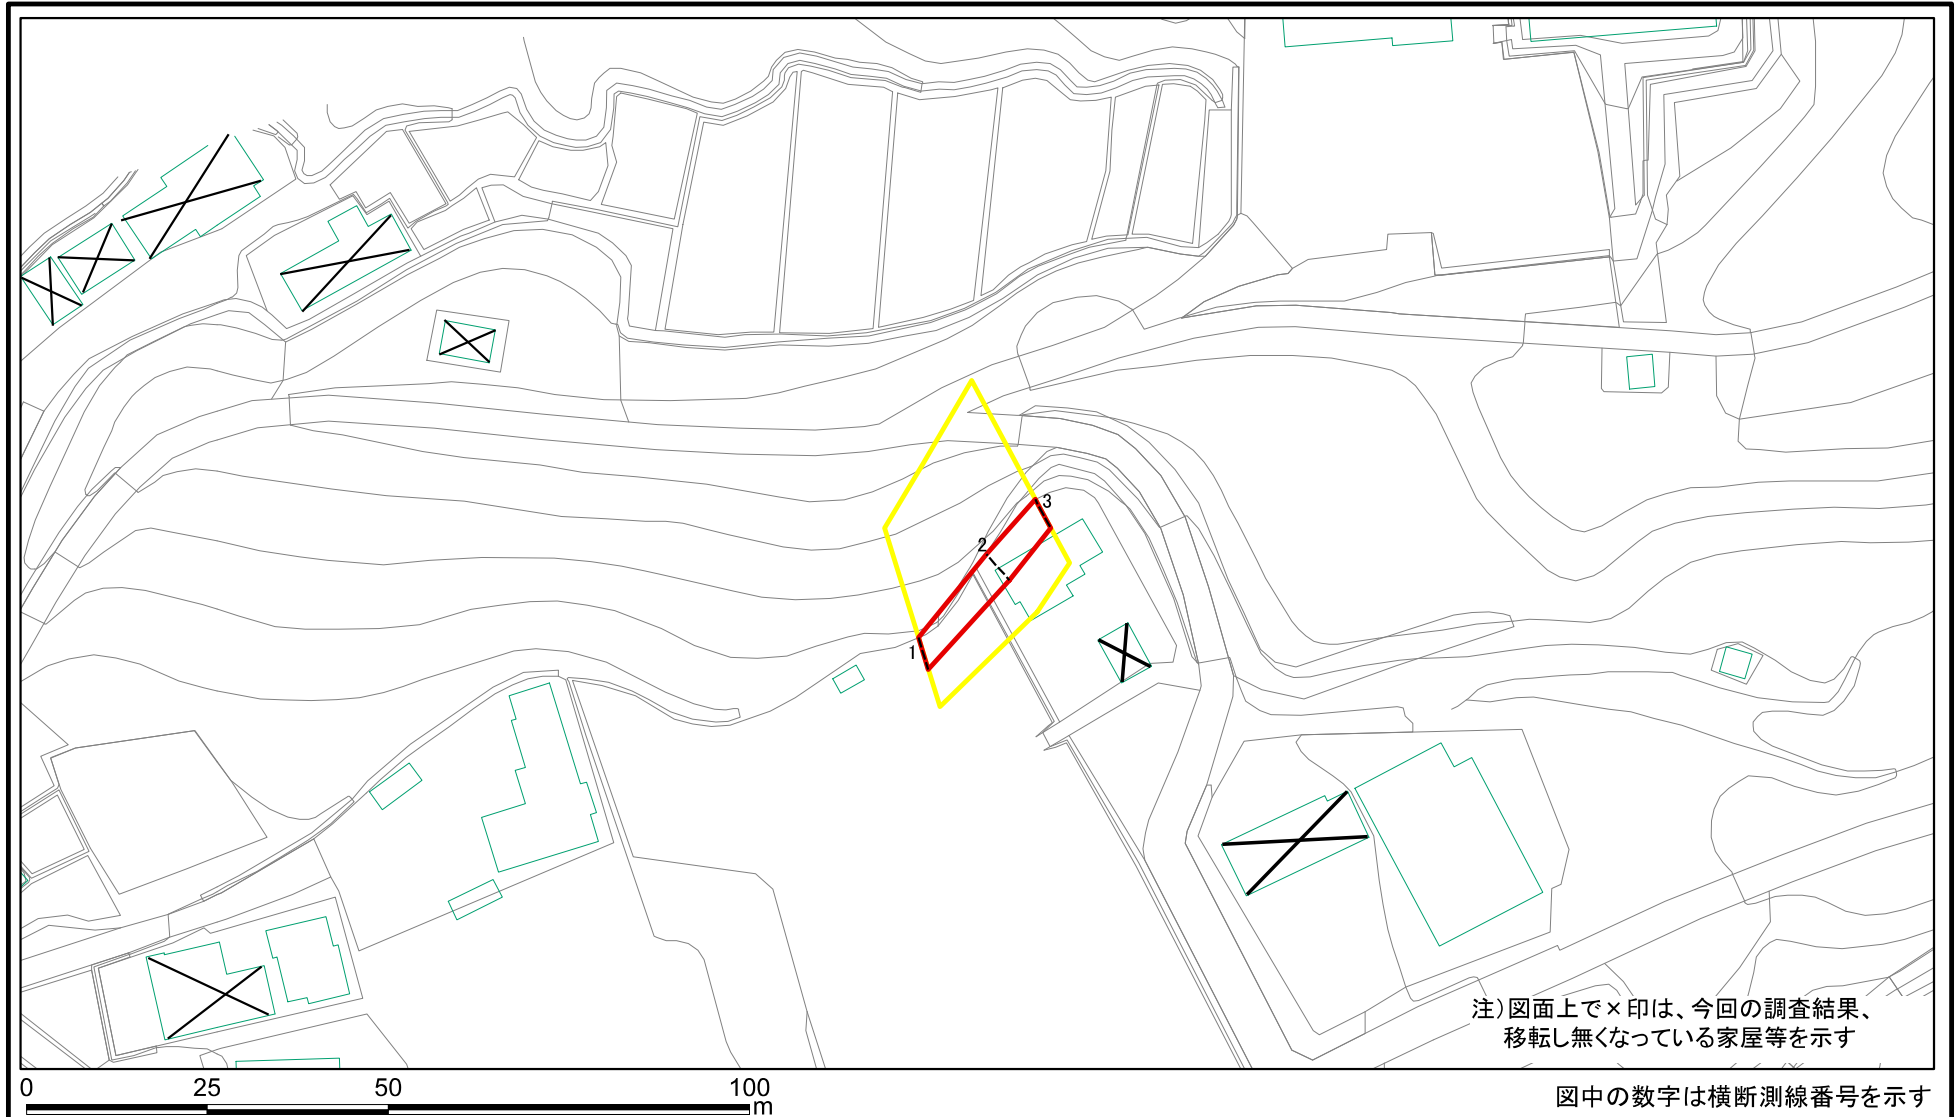 3
2
1
注)図面上で×印は、今回の調査結果、
移転し無くなっている家屋等を示す
0 25 50 100
m
図中の数字は横断測線番号を示す